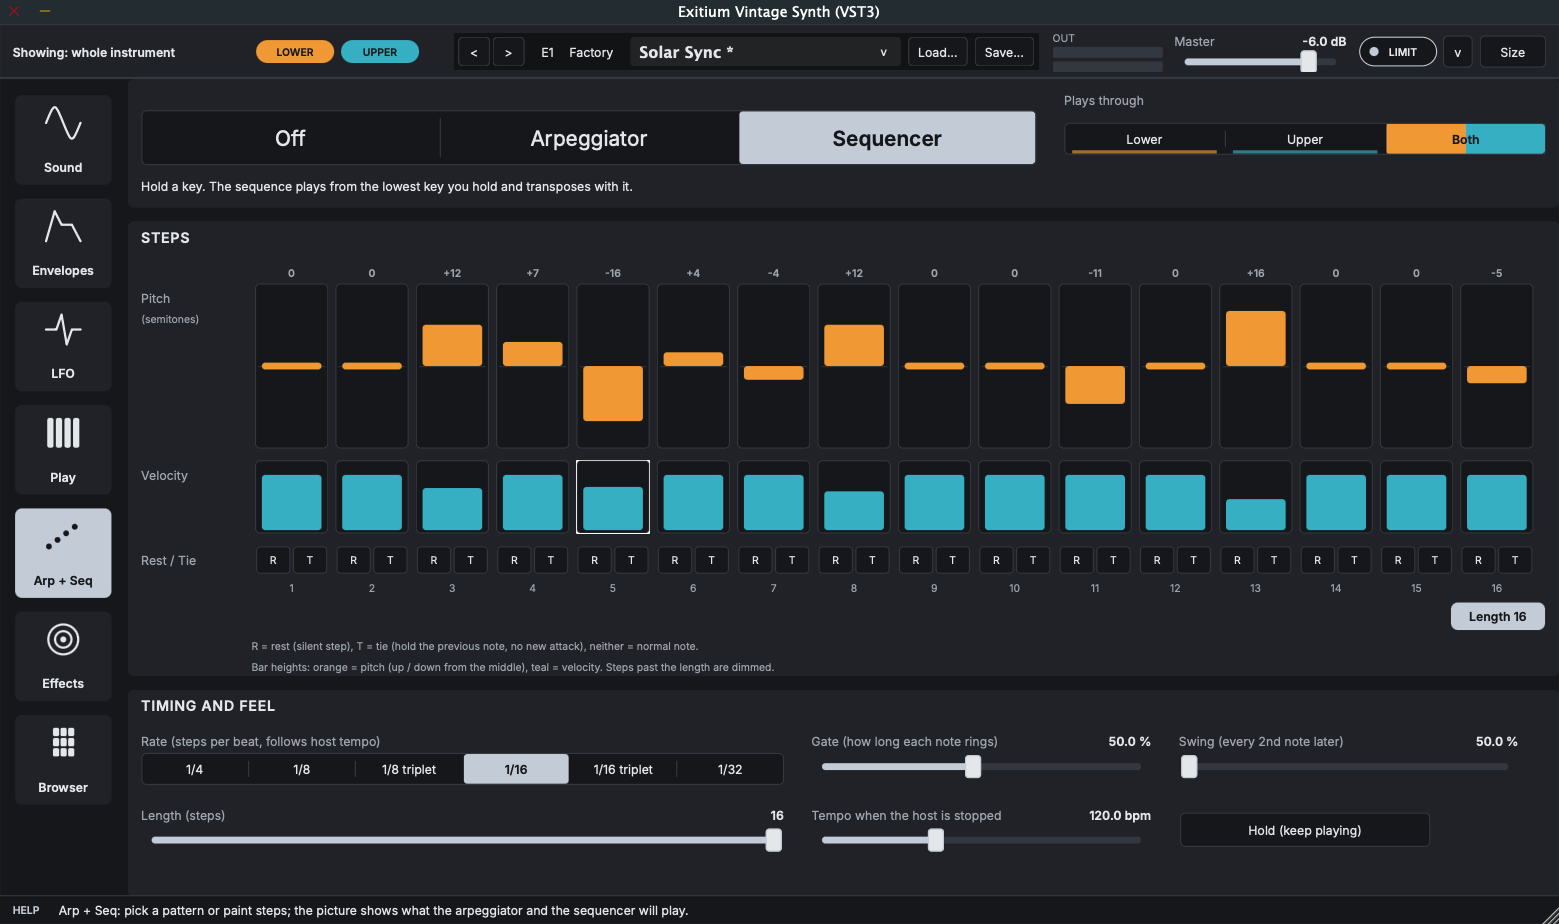 Exitium Vintage Synth (VST3)
Showing: whole instrument
LOWER
UPPER
<
>
E1
Factory
Solar Sync *
v
Load...
Save...
OUT
Master
-6.0 dB
LIMIT
v
Size
Sound
Envelopes
LFO
Play
Arp + Seq
Effects
Browser
Off
Arpeggiator
Sequencer
Plays through
Lower
Upper
Both
Hold a key. The sequence plays from the lowest key you hold and transposes with it.
STEPS
0 0 +12 +7 -16 +4 -4 +12 0 0 -11 0 +16 0 0 -5
Pitch
(semitones)
Velocity
Rest / Tie
R T R T R T R T R T R T R T R T R T R T R T R T R T R T R T R T
1 2 3 4 5 6 7 8 9 10 11 12 13 14 15 16
Length 16
R = rest (silent step), T = tie (hold the previous note, no new attack), neither = normal note.
Bar heights: orange = pitch (up / down from the middle), teal = velocity. Steps past the length are dimmed.
TIMING AND FEEL
Rate (steps per beat, follows host tempo)
1/4 1/8 1/8 triplet 1/16 1/16 triplet 1/32
Gate (how long each note rings)
50.0 %
Swing (every 2nd note later)
50.0 %
Length (steps)
16
Tempo when the host is stopped
120.0 bpm
Hold (keep playing)
HELP
Arp + Seq: pick a pattern or paint steps; the picture shows what the arpeggiator and the sequencer will play.